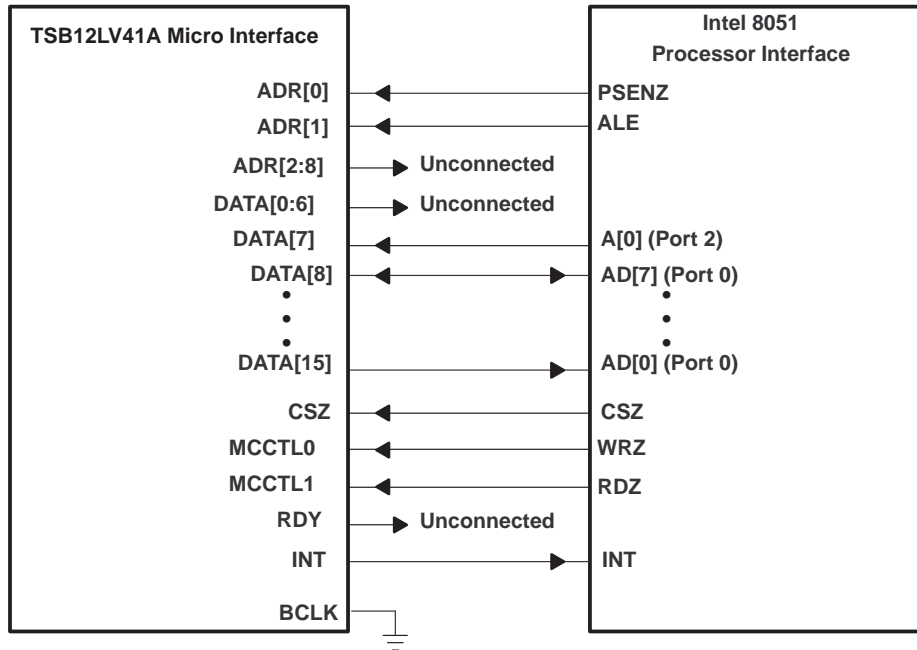 TSB12LV41A Micro Interface
Intel 8051
Processor Interface
ADR[0]
PSENZ
ADR[1]
ALE
ADR[2:8]
Unconnected
DATA[0:6]
Unconnected
DATA[7]
A[0] (Port 2)
DATA[8]
AD[7] (Port 0)
DATA[15]
AD[0] (Port 0)
CSZ
CSZ
MCCTL0
WRZ
MCCTL1
RDZ
RDY
Unconnected
INT
INT
BCLK